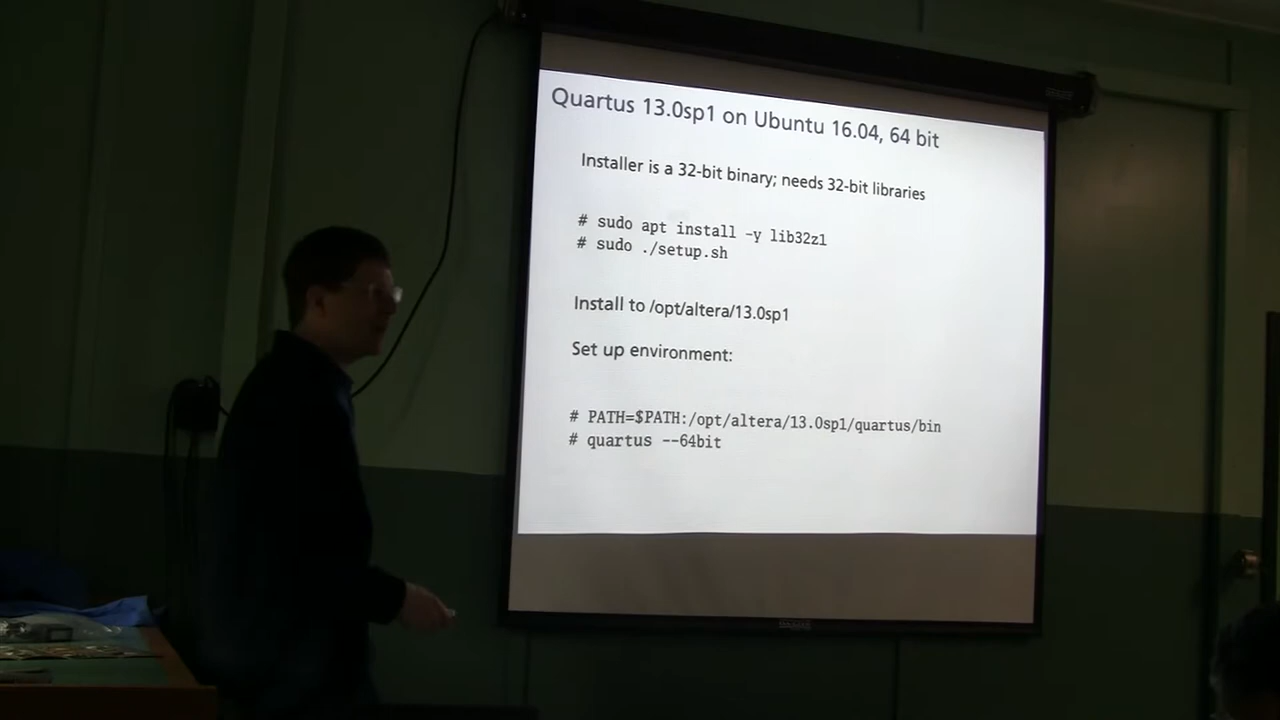 Quartus 13.0sp1 on Ubuntu 16.04, 64 bit
Installer is a 32-bit binary; needs 32-bit libraries
# sudo apt install -y lib32z1
# sudo ./setup.sh
Install to /opt/altera/13.0sp1
Set up environment:
# PATH=$PATH:/opt/altera/13.0sp1/quartus/bin
# quartus --64bit